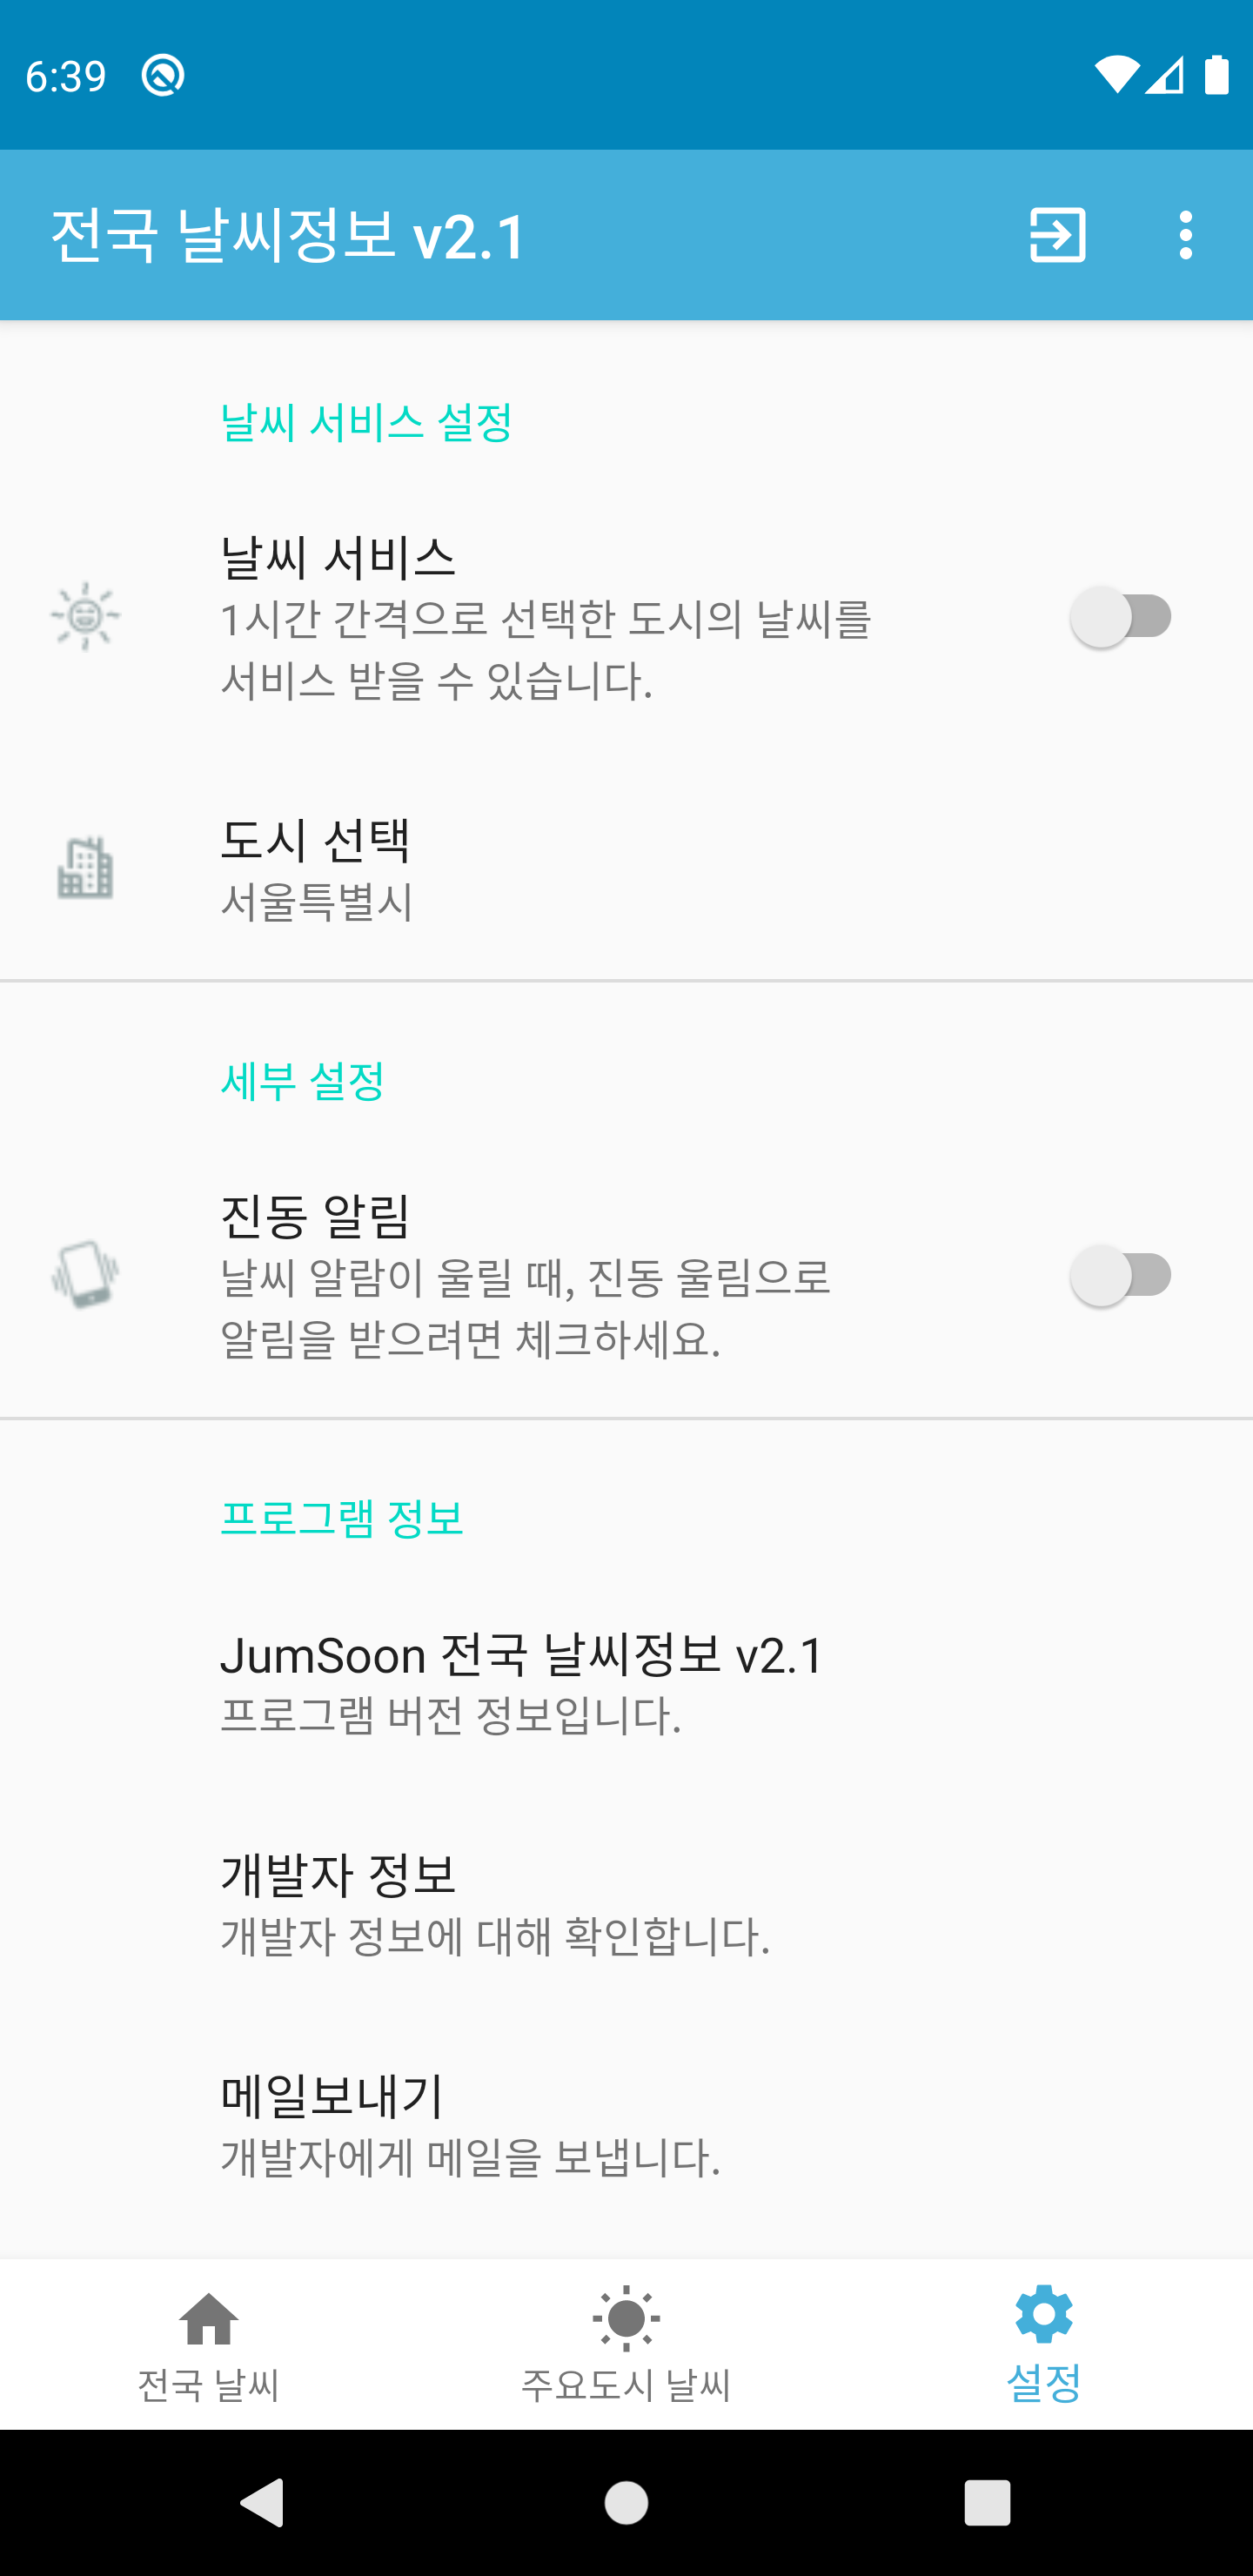 6:39
전국 날씨정보 v2.1
날씨 서비스 설정
날씨 서비스
1시간 간격으로 선택한 도시의 날씨를
서비스 받을 수 있습니다.
도시 선택
서울특별시
세부 설정
진동 알림
날씨 알람이 울릴 때, 진동 울림으로
알림을 받으려면 체크하세요.
프로그램 정보
JumSoon 전국 날씨정보 v2.1
프로그램 버전 정보입니다.
개발자 정보
개발자 정보에 대해 확인합니다.
메일보내기
개발자에게 메일을 보냅니다.
전국 날씨
주요도시 날씨
설정